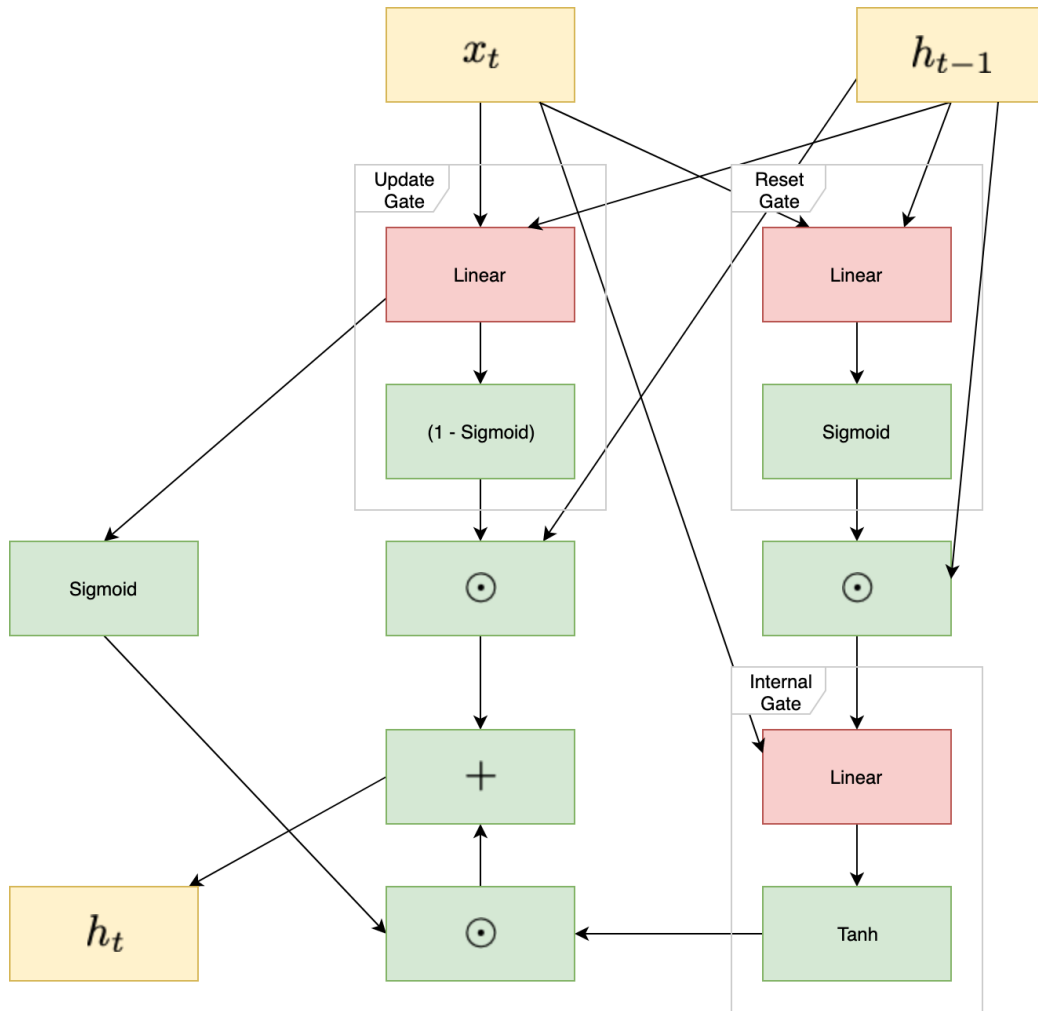 x_t
h_{t-1}
Update
Gate
Reset
Gate
Linear
Linear
(1 - Sigmoid)
Sigmoid
Sigmoid
⊙
⊙
Internal
Gate
+
Linear
h_t
⊙
Tanh